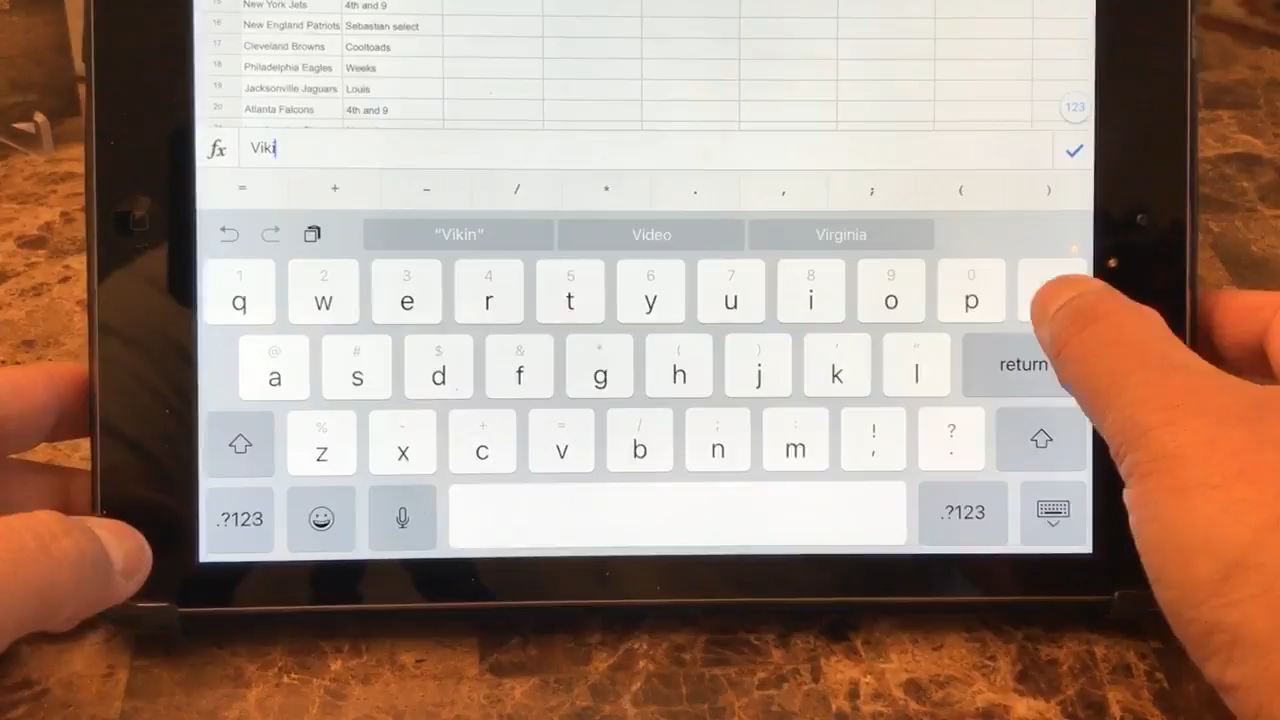 15 New York Jets 4th and 9
16 New England Patriots Sebastian select
17 Cleveland Browns Cooltoads
18 Philadelphia Eagles Weeks
19 Jacksonville Jaguars Louis
20 Atlanta Falcons 4th and 9
123
fx Viki
= + - / * . , ; ( )
"Vikin" Video Virginia
1 2 3 4 5 6 7 8 9 0
q w e r t y u i o p
@ # $ & * ( ) ' "
a s d f g h j k l return
% - + = / ; : ! ?
z x c v b n m , .
.?123 .?123